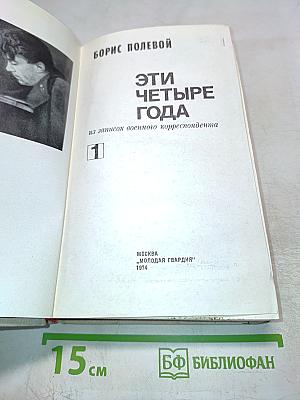 БОРИС ПОЛЕВОЙ
ЭТИ
ЧЕТЫРЕ
ГОДА
из записок военного корреспондента
1
МОСКВА
„МОЛОДАЯ ГВАРДИЯ"
1974
15 см
БФ БИБЛИОФАН